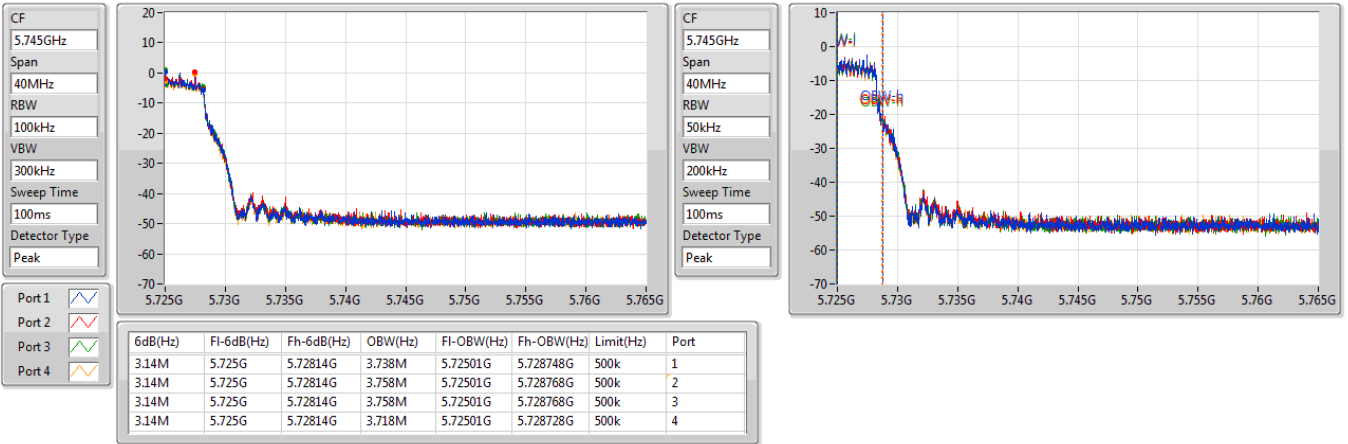 CF
5.745GHz
Span
40MHz
RBW
100kHz
VBW
300kHz
Sweep Time
100ms
Detector Type
Peak
20
10
0
-10
-20
-30
-40
-50
-60
-70
5.725G 5.73G 5.735G 5.74G 5.745G 5.75G 5.755G 5.76G 5.765G
CF
5.745GHz
Span
40MHz
RBW
50kHz
VBW
200kHz
Sweep Time
100ms
Detector Type
Peak
10
0
-10
-20
-30
-40
-50
-60
-70
OBW-h
5.725G 5.73G 5.735G 5.74G 5.745G 5.75G 5.755G 5.76G 5.765G
Port 1
Port 2
Port 3
Port 4
6dB(Hz) Fl-6dB(Hz) Fh-6dB(Hz) OBW(Hz) Fl-OBW(Hz) Fh-OBW(Hz) Limit(Hz) Port
3.14M 5.725G 5.72814G 3.738M 5.72501G 5.728748G 500k 1
3.14M 5.725G 5.72814G 3.758M 5.72501G 5.728768G 500k 2
3.14M 5.725G 5.72814G 3.758M 5.72501G 5.728768G 500k 3
3.14M 5.725G 5.72814G 3.718M 5.72501G 5.728728G 500k 4